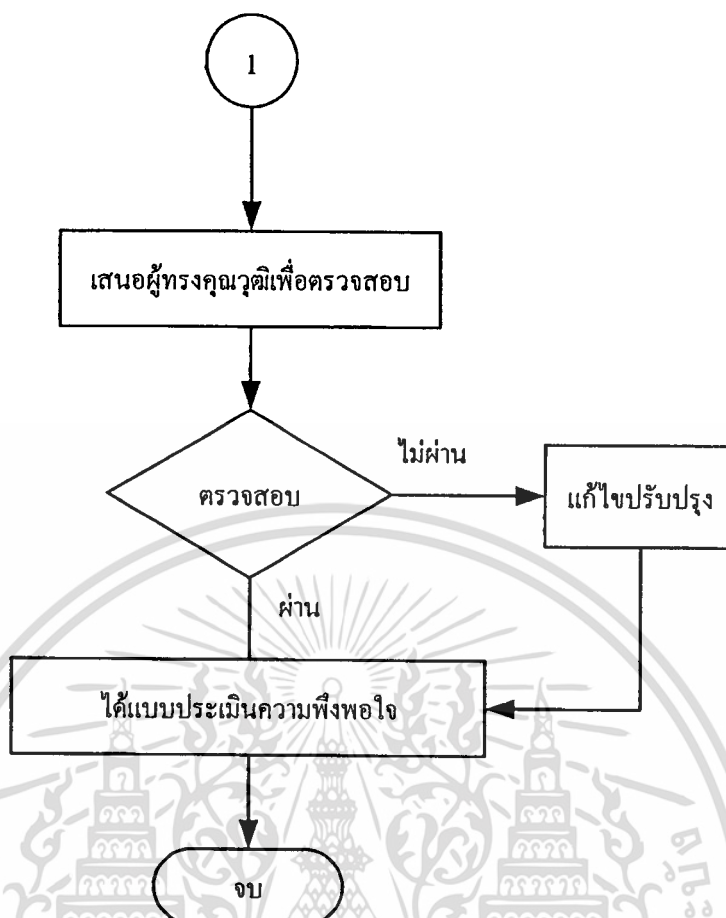 1
เสนอผู้ทรงคุณวุฒิเพื่อตรวจสอบ
ไม่ผ่าน
ตรวจสอบ
แก้ไขปรับปรุง
ผ่าน
ได้แบบประเมินความพึงพอใจ
จบ